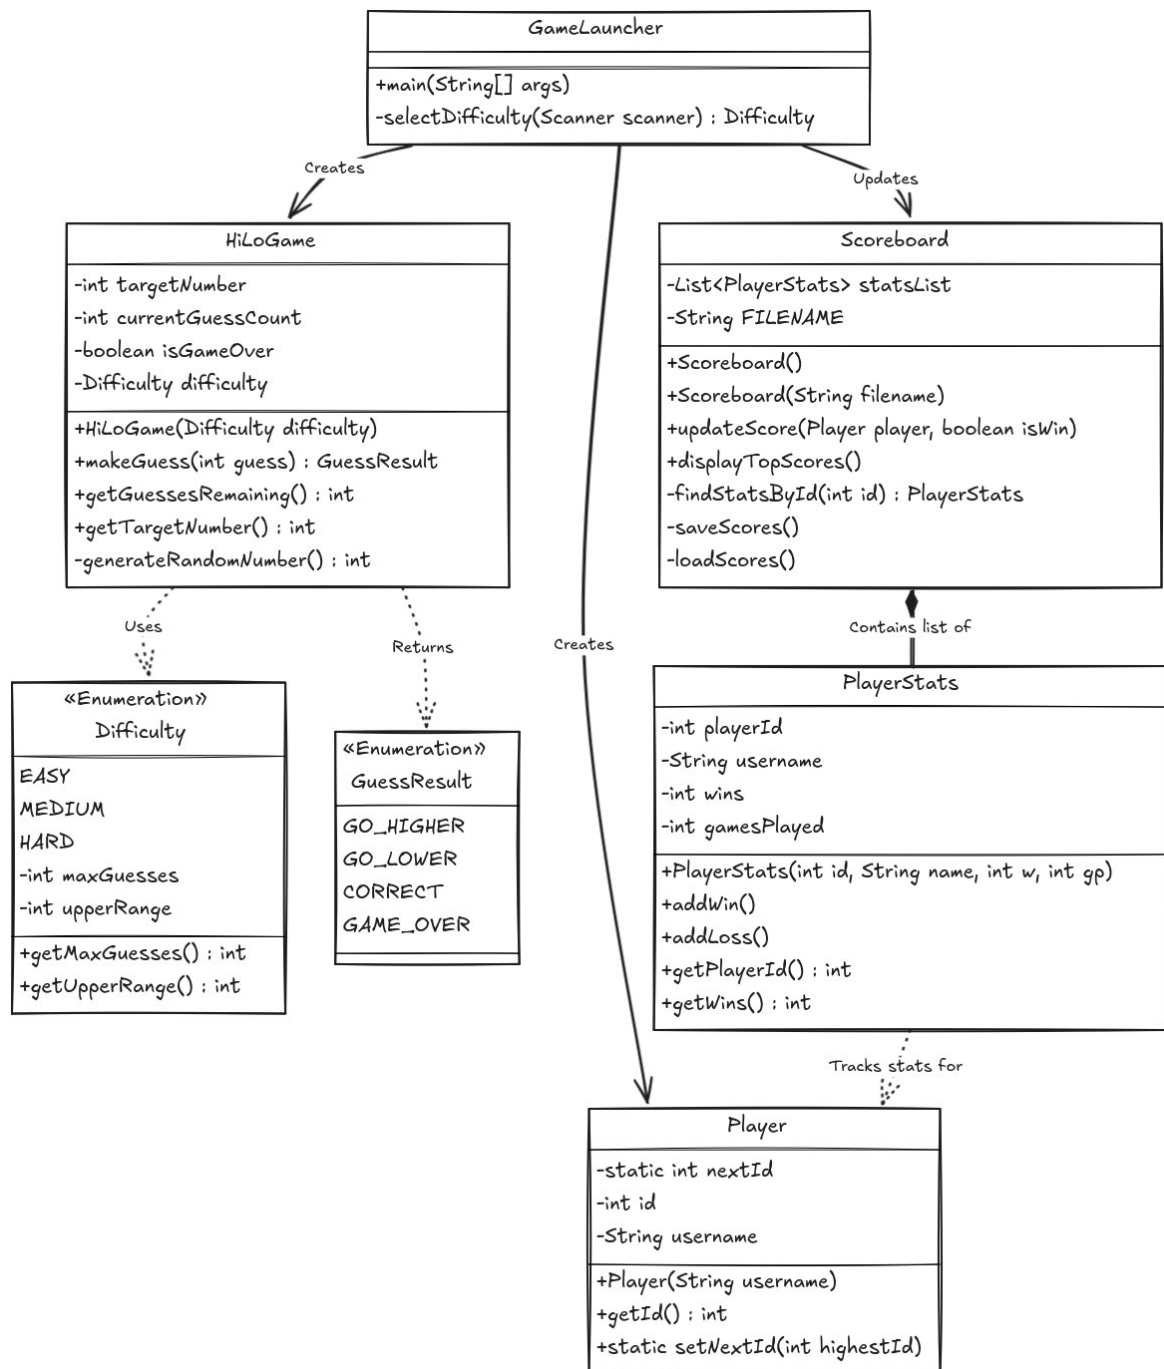 GameLauncher
+main(String[] args)
-selectDifficulty(Scanner scanner) : Difficulty
Creates
Updates
HiLoGame
-int targetNumber
-int currentGuessCount
-boolean isGameOver
-Difficulty difficulty
+HiLoGame(Difficulty difficulty)
+makeGuess(int guess) : GuessResult
+getGuessesRemaining() : int
+getTargetNumber() : int
-generateRandomNumber() : int
Scoreboard
-List<PlayerStats> statsList
-String FILENAME
+Scoreboard()
+Scoreboard(String filename)
+updateScore(Player player, boolean isWin)
+displayTopScores()
-findStatsById(int id) : PlayerStats
-saveScores()
-loadScores()
Uses
Returns
Creates
Contains list of
«Enumeration»
Difficulty
EASY
MEDIUM
HARD
-int maxGuesses
-int upperRange
+getMaxGuesses() : int
+getUpperRange() : int
«Enumeration»
GuessResult
GO_HIGHER
GO_LOWER
CORRECT
GAME_OVER
PlayerStats
-int playerId
-String username
-int wins
-int gamesPlayed
+PlayerStats(int id, String name, int w, int gp)
+addWin()
+addLoss()
+getPlayerId() : int
+getWins() : int
Tracks stats for
Player
-static int nextId
-int id
-String username
+Player(String username)
+getId() : int
+static setNextId(int highestId)